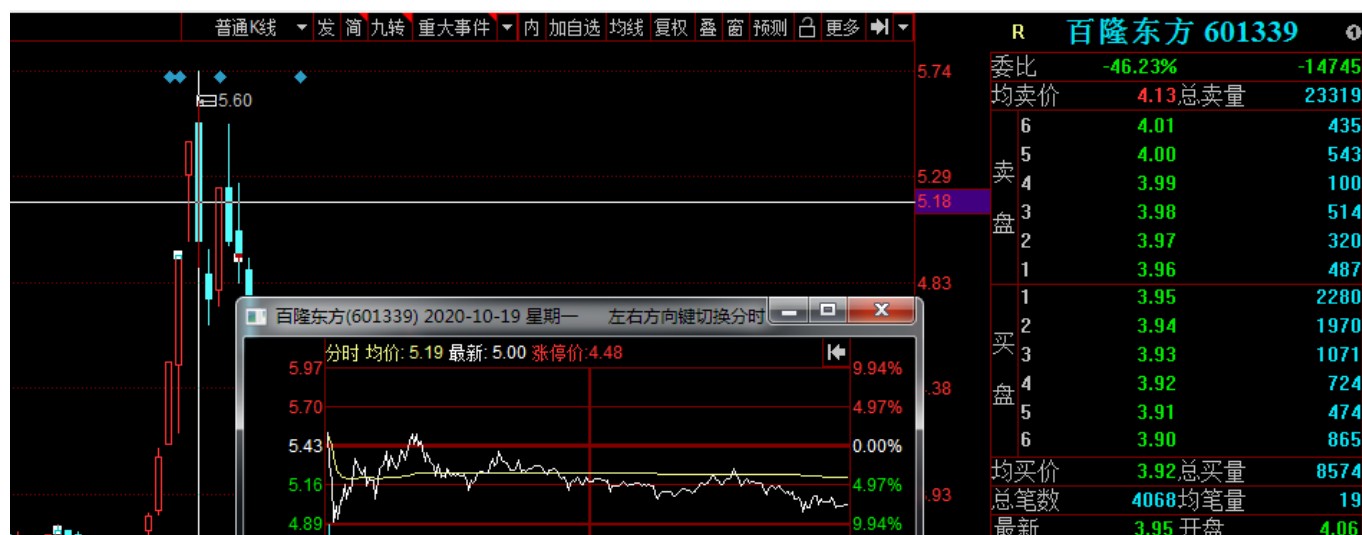 普通K线 发 简 九转 重大事件 内 加自选 均线 复权 叠 窗 预测 更多
5.74
5.60
5.29
5.18
4.83
百隆东方(601339) 2020-10-19 星期一 左右方向键切换分时
分时 均价: 5.19 最新: 5.00 涨停价:4.48
5.97 9.94%
.38
5.70 4.97%
5.43 0.00%
5.16 4.97%
.93
4.89 9.94%
R 百隆东方 601339
委比 -46.23% -14745
均卖价 4.13 总卖量 23319
卖盘
6 4.01 435
5 4.00 543
4 3.99 100
3 3.98 514
2 3.97 320
1 3.96 487
买盘
1 3.95 2280
2 3.94 1970
3 3.93 1071
4 3.92 724
5 3.91 474
6 3.90 865
均买价 3.92 总买量 8574
总笔数 4068 均笔量 19
最新 3.95 开盘 4.06